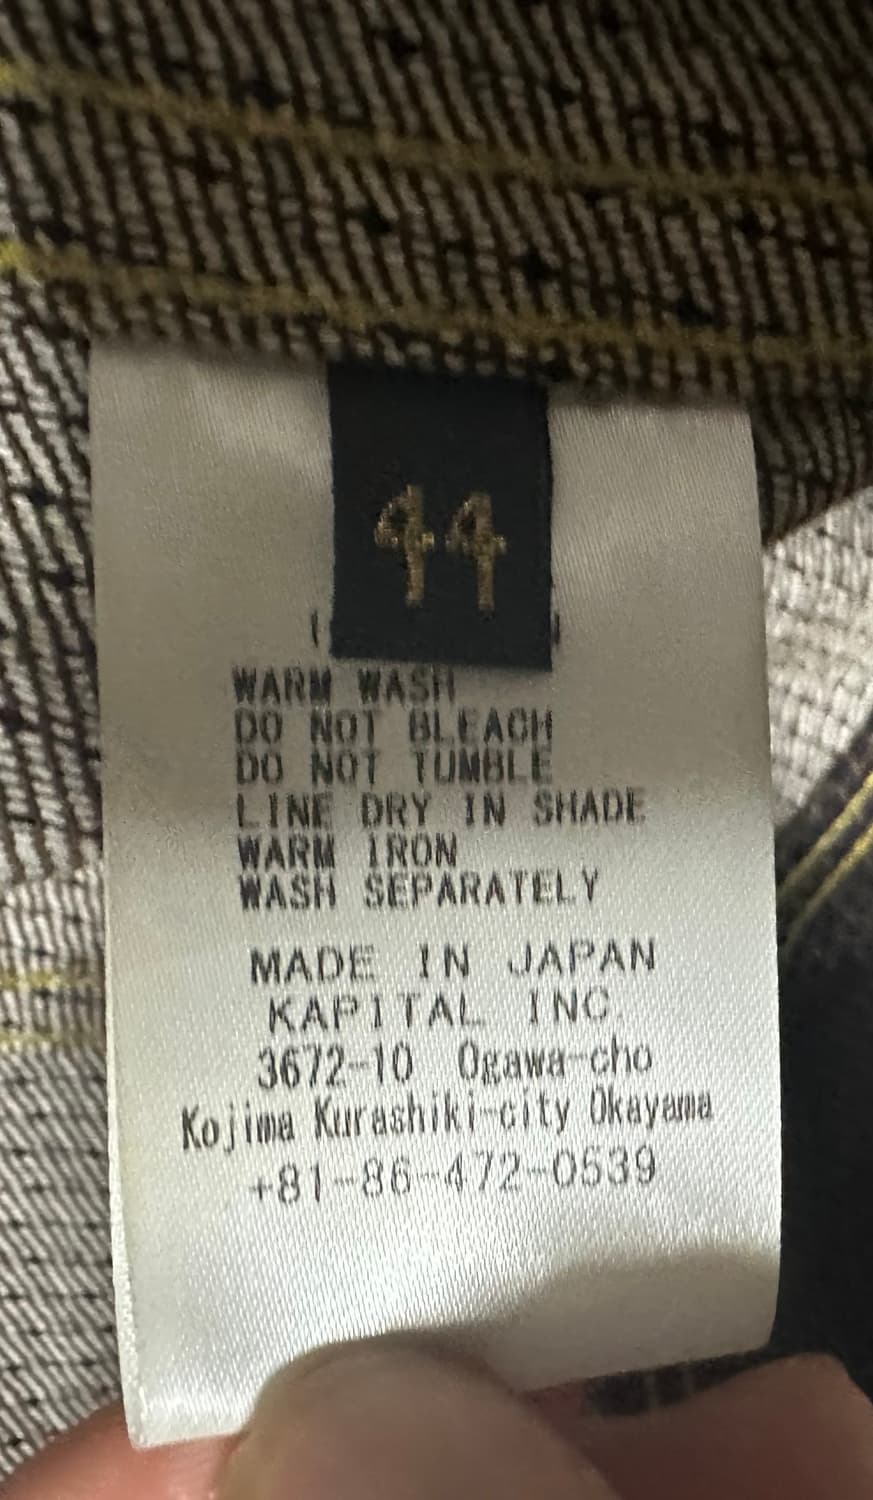 44
WARM WASH
DO NOT BLEACH
DO NOT TUMBLE
LINE DRY IN SHADE
WARM IRON
WASH SEPARATELY
MADE IN JAPAN
KAPITAL INC.
3672-10 Ogawa-cho
Kojima Kurashiki-city Okayama
+81-86-472-0539